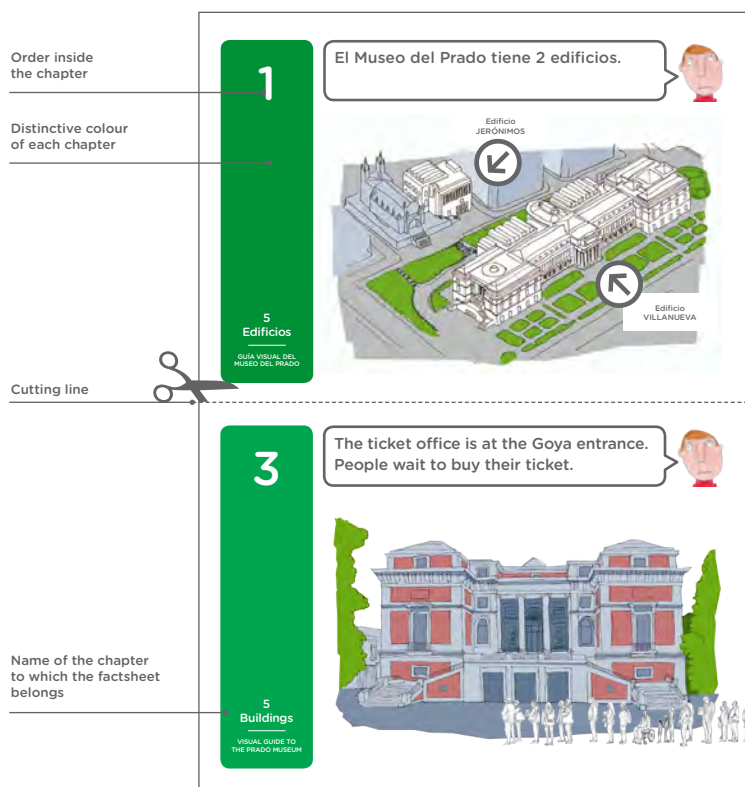 Order inside
the chapter
Distinctive colour
of each chapter
Cutting line
Name of the chapter
to which the factsheet
belongs
1
5
Edificios
GUÍA VISUAL DEL
MUSEO DEL PRADO
El Museo del Prado tiene 2 edificios.
Edificio
JERÓNIMOS
Edificio
VILLANUEVA
3
5
Buildings
VISUAL GUIDE TO
THE PRADO MUSEUM
The ticket office is at the Goya entrance.
People wait to buy their ticket.